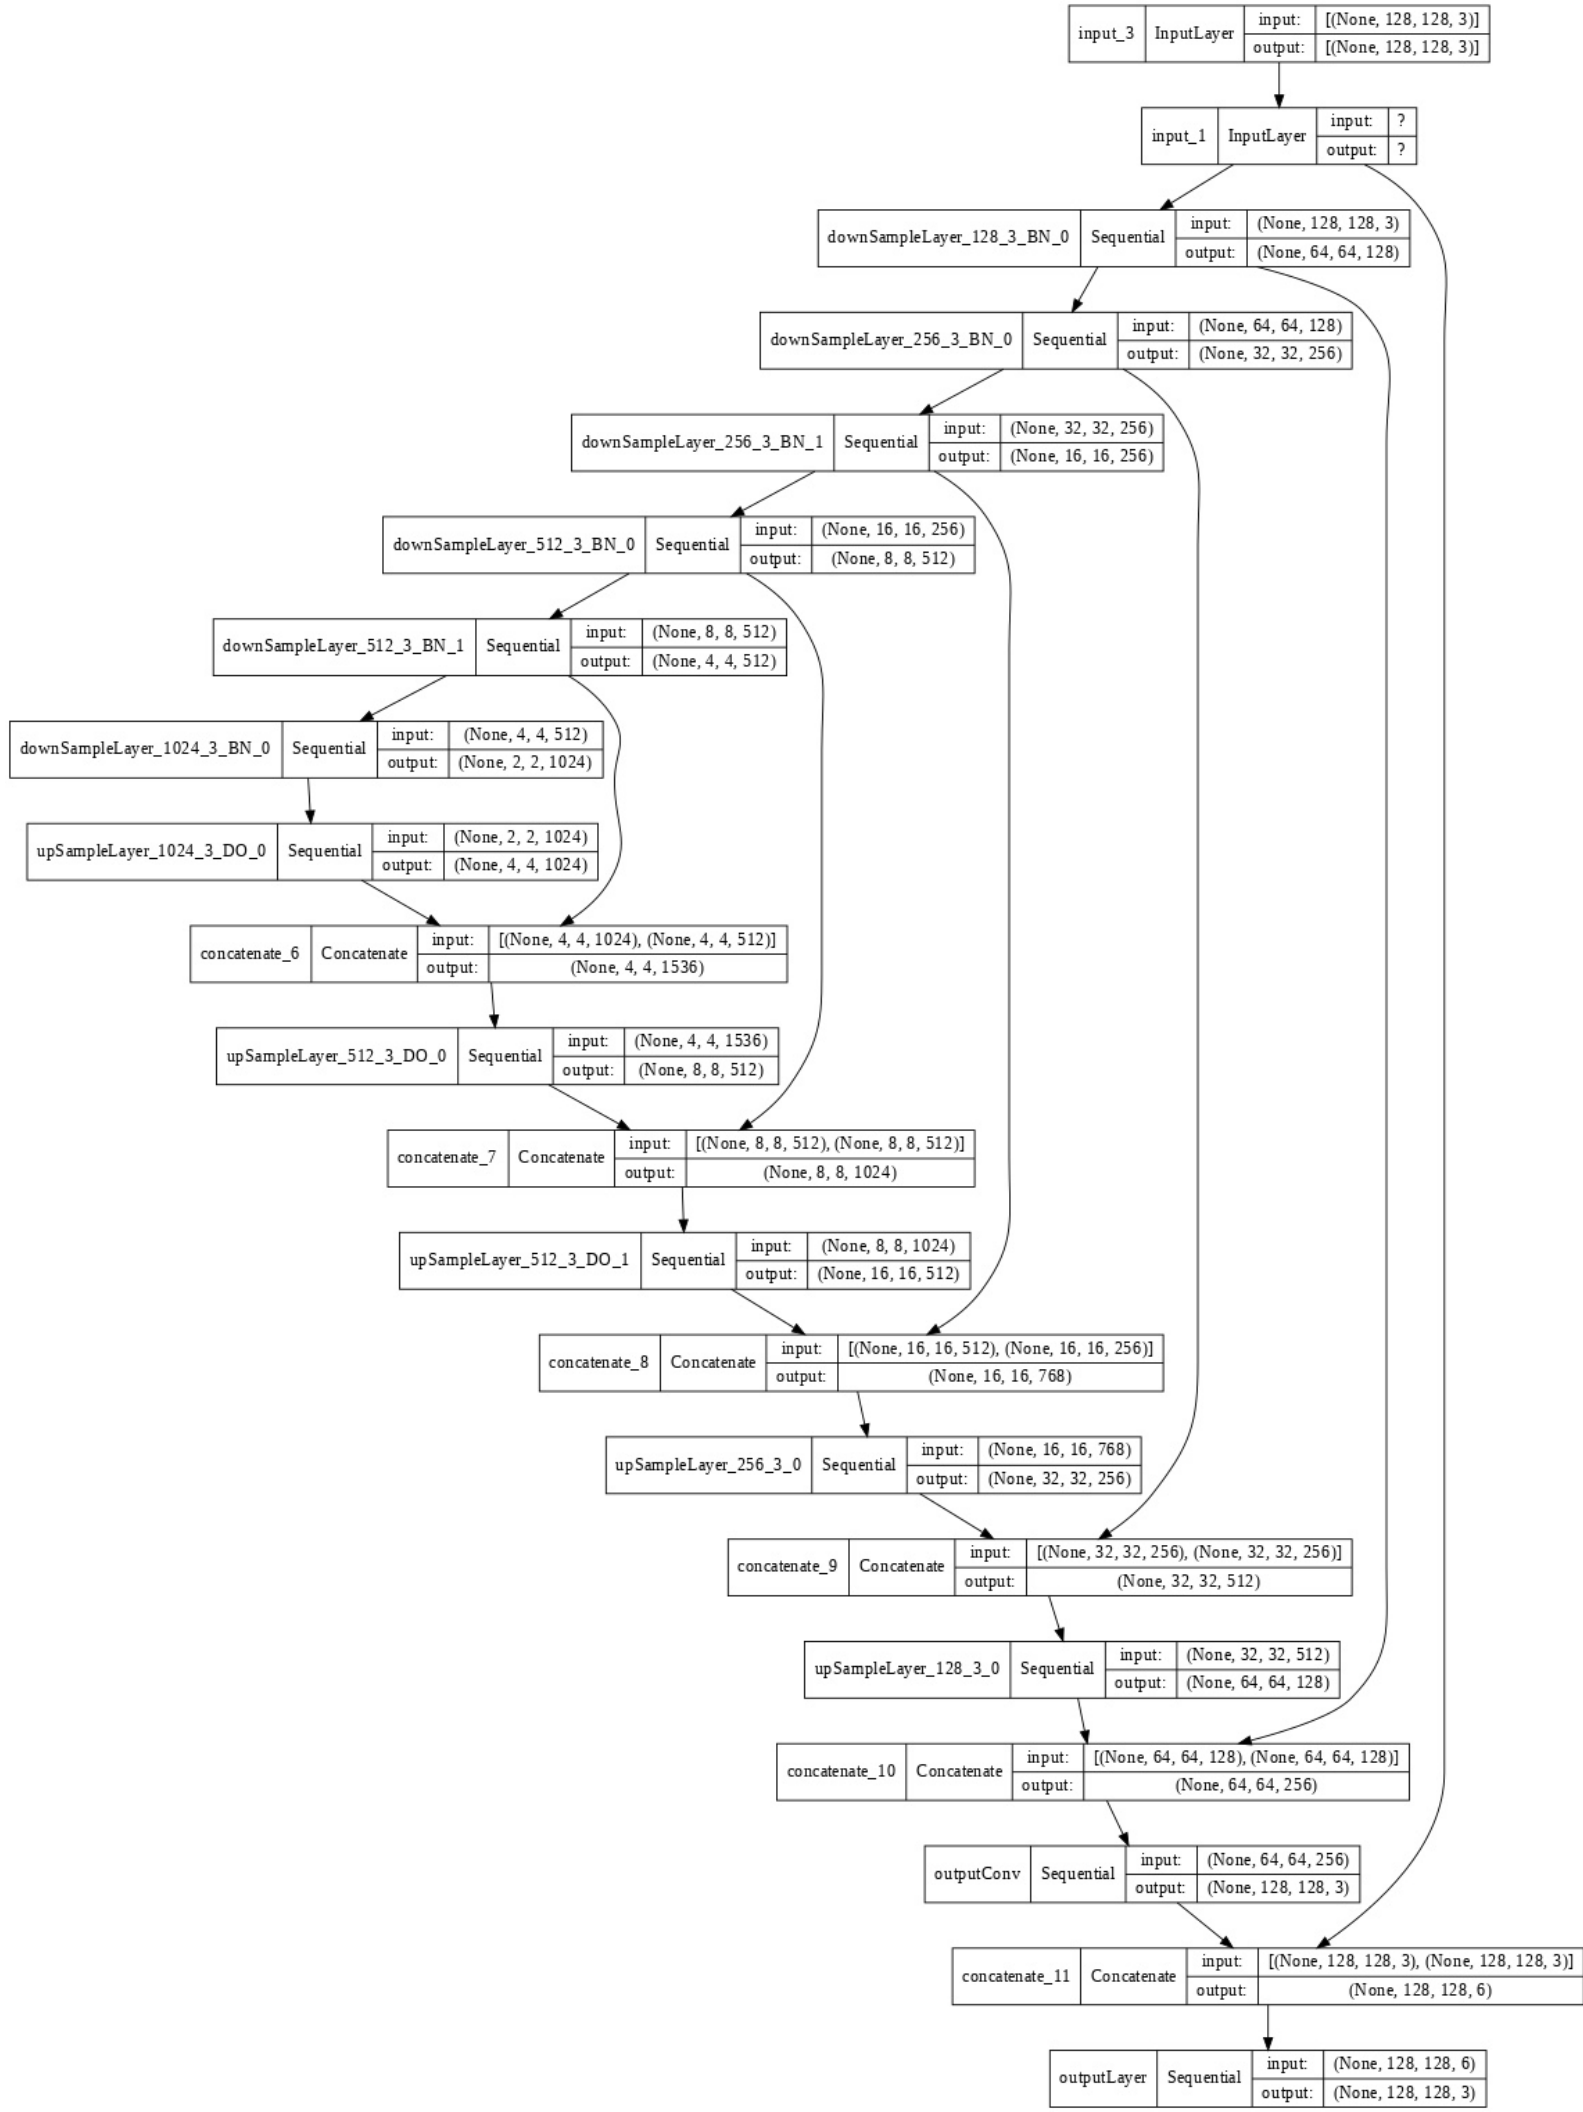 input_3 InputLayer input: [(None, 128, 128, 3)]
output: [(None, 128, 128, 3)]
input_1 InputLayer input: ?
output: ?
downSampleLayer_128_3_BN_0 Sequential input: (None, 128, 128, 3)
output: (None, 64, 64, 128)
downSampleLayer_256_3_BN_0 Sequential input: (None, 64, 64, 128)
output: (None, 32, 32, 256)
downSampleLayer_256_3_BN_1 Sequential input: (None, 32, 32, 256)
output: (None, 16, 16, 256)
downSampleLayer_512_3_BN_0 Sequential input: (None, 16, 16, 256)
output: (None, 8, 8, 512)
downSampleLayer_512_3_BN_1 Sequential input: (None, 8, 8, 512)
output: (None, 4, 4, 512)
downSampleLayer_1024_3_BN_0 Sequential input: (None, 4, 4, 512)
output: (None, 2, 2, 1024)
upSampleLayer_1024_3_DO_0 Sequential input: (None, 2, 2, 1024)
output: (None, 4, 4, 1024)
concatenate_6 Concatenate input: [(None, 4, 4, 1024), (None, 4, 4, 512)]
output: (None, 4, 4, 1536)
upSampleLayer_512_3_DO_0 Sequential input: (None, 4, 4, 1536)
output: (None, 8, 8, 512)
concatenate_7 Concatenate input: [(None, 8, 8, 512), (None, 8, 8, 512)]
output: (None, 8, 8, 1024)
upSampleLayer_512_3_DO_1 Sequential input: (None, 8, 8, 1024)
output: (None, 16, 16, 512)
concatenate_8 Concatenate input: [(None, 16, 16, 512), (None, 16, 16, 256)]
output: (None, 16, 16, 768)
upSampleLayer_256_3_0 Sequential input: (None, 16, 16, 768)
output: (None, 32, 32, 256)
concatenate_9 Concatenate input: [(None, 32, 32, 256), (None, 32, 32, 256)]
output: (None, 32, 32, 512)
upSampleLayer_128_3_0 Sequential input: (None, 32, 32, 512)
output: (None, 64, 64, 128)
concatenate_10 Concatenate input: [(None, 64, 64, 128), (None, 64, 64, 128)]
output: (None, 64, 64, 256)
outputConv Sequential input: (None, 64, 64, 256)
output: (None, 128, 128, 3)
concatenate_11 Concatenate input: [(None, 128, 128, 3), (None, 128, 128, 3)]
output: (None, 128, 128, 6)
outputLayer Sequential input: (None, 128, 128, 6)
output: (None, 128, 128, 3)